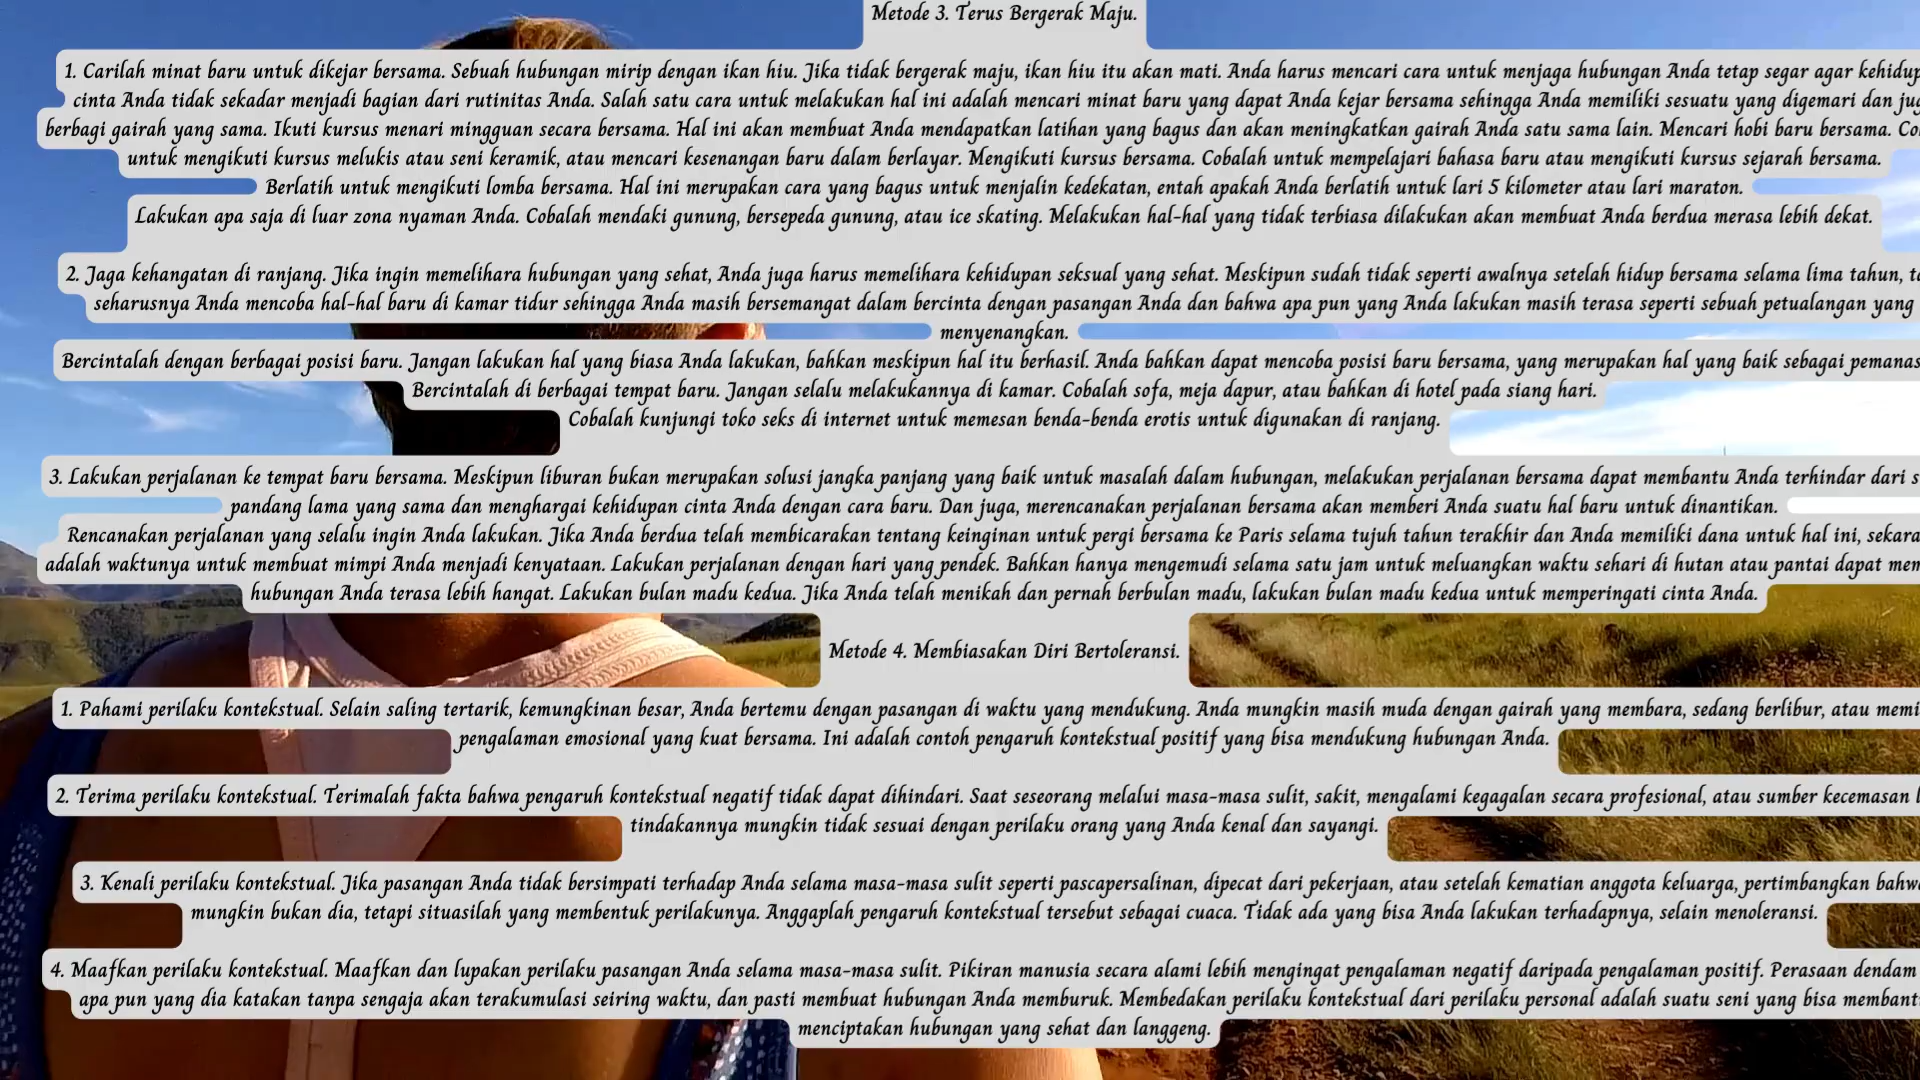 Metode 3. Terus Bergerak Maju.
1. Carilah minat baru untuk dikejar bersama. Sebuah hubungan mirip dengan ikan hiu. Jika tidak bergerak maju, ikan hiu itu akan mati. Anda harus mencari cara untuk menjaga hubungan Anda tetap segar agar
cinta Anda tidak sekadar menjadi bagian dari rutinitas Anda. Salah satu cara untuk melakukan hal ini adalah mencari minat baru yang dapat Anda kejar bersama sehingga Anda memiliki sesuatu yang digemari dan
berbagi gairah yang sama. Ikuti kursus menari mingguan secara bersama. Hal ini akan membuat Anda mendapatkan latihan yang bagus dan akan meningkatkan gairah Anda satu sama lain. Mencari hobi baru bersama.
untuk mengikuti kursus melukis atau seni keramik, atau mencari kesenangan baru dalam berlayar. Mengikuti kursus bersama. Cobalah untuk mempelajari bahasa baru atau mengikuti kursus sejarah bersama.
Berlatih untuk mengikuti lomba bersama. Hal ini merupakan cara yang bagus untuk menjalin kedekatan, entah apakah Anda berlatih untuk lari 5 kilometer atau lari maraton.
Lakukan apa saja di luar zona nyaman Anda. Cobalah mendaki gunung, bersepeda gunung, atau ice skating. Melakukan hal-hal yang tidak terbiasa dilakukan akan membuat Anda berdua merasa lebih dekat.
2. Jaga kehangatan di ranjang. Jika ingin memelihara hubungan yang sehat, Anda juga harus memelihara kehidupan seksual yang sehat. Meskipun sudah tidak seperti awalnya setelah hidup bersama selama lima tahun,
seharusnya Anda mencoba hal-hal baru di kamar tidur sehingga Anda masih bersemangat dalam bercinta dengan pasangan Anda dan bahwa apa pun yang Anda lakukan masih terasa seperti sebuah petualangan yang
menyenangkan.
Bercintalah dengan berbagai posisi baru. Jangan lakukan hal yang biasa Anda lakukan, bahkan meskipun hal itu berhasil. Anda bahkan dapat mencoba posisi baru bersama, yang merupakan hal yang baik sebagai
Bercintalah di berbagai tempat baru. Jangan selalu melakukannya di kamar. Cobalah sofa, meja dapur, atau bahkan di hotel pada siang hari.
Cobalah kunjungi toko seks di internet untuk memesan benda-benda erotis untuk digunakan di ranjang.
3. Lakukan perjalanan ke tempat baru bersama. Meskipun liburan bukan merupakan solusi jangka panjang yang baik untuk masalah dalam hubungan, melakukan perjalanan bersama dapat membantu Anda terhindar dari
pandang lama yang sama dan menghargai kehidupan cinta Anda dengan cara baru. Dan juga, merencanakan perjalanan bersama akan memberi Anda suatu hal baru untuk dinantikan.
Rencanakan perjalanan yang selalu ingin Anda lakukan. Jika Anda berdua telah membicarakan tentang keinginan untuk pergi bersama ke Paris selama tujuh tahun terakhir dan Anda memiliki dana untuk hal ini,
adalah waktunya untuk membuat mimpi Anda menjadi kenyataan. Lakukan perjalanan dengan hari yang pendek. Bahkan hanya mengemudi selama satu jam untuk meluangkan waktu sehari di hutan atau pantai dapat
hubungan Anda terasa lebih hangat. Lakukan bulan madu kedua. Jika Anda telah menikah dan pernah berbulan madu, lakukan bulan madu kedua untuk memperingati cinta Anda.
Metode 4. Membiasakan Diri Bertoleransi.
1. Pahami perilaku kontekstual. Selain saling tertarik, kemungkinan besar, Anda bertemu dengan pasangan di waktu yang mendukung. Anda mungkin masih muda dengan gairah yang membara, sedang berlibur, atau
pengalaman emosional yang kuat bersama. Ini adalah contoh pengaruh kontekstual positif yang bisa mendukung hubungan Anda.
2. Terima perilaku kontekstual. Terimalah fakta bahwa pengaruh kontekstual negatif tidak dapat dihindari. Saat seseorang melalui masa-masa sulit, sakit, mengalami kegagalan secara profesional, atau sumber kecemasan
tindakannya mungkin tidak sesuai dengan perilaku orang yang Anda kenal dan sayangi.
3. Kenali perilaku kontekstual. Jika pasangan Anda tidak bersimpati terhadap Anda selama masa-masa sulit seperti pascapersalinan, dipecat dari pekerjaan, atau setelah kematian anggota keluarga, pertimbangkan
mungkin bukan dia, tetapi situasilah yang membentuk perilakunya. Anggaplah pengaruh kontekstual tersebut sebagai cuaca. Tidak ada yang bisa Anda lakukan terhadapnya, selain menoleransi.
4. Maafkan perilaku kontekstual. Maafkan dan lupakan perilaku pasangan Anda selama masa-masa sulit. Pikiran manusia secara alami lebih mengingat pengalaman negatif daripada pengalaman positif. Perasaan dendam
apa pun yang dia katakan tanpa sengaja akan terakumulasi seiring waktu, dan pasti membuat hubungan Anda memburuk. Membedakan perilaku kontekstual dari perilaku personal adalah suatu seni yang bisa
menciptakan hubungan yang sehat dan langgeng.